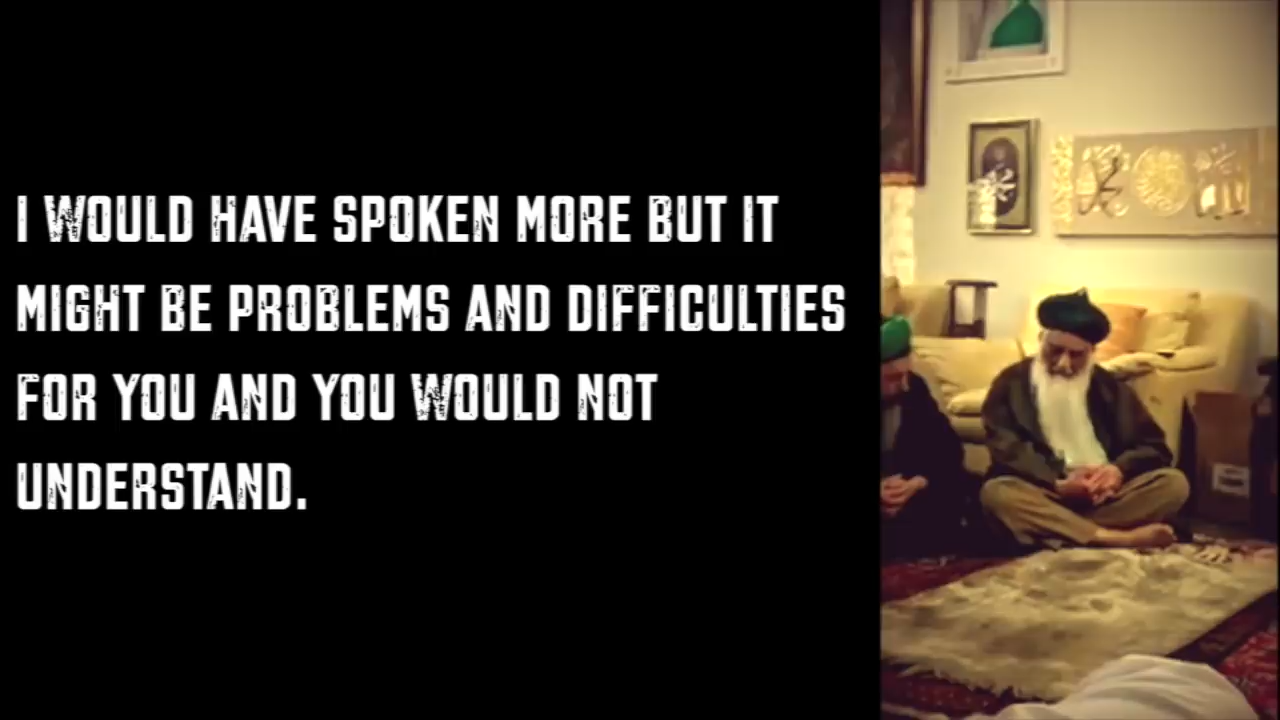 I WOULD HAVE SPOKEN MORE BUT IT
MIGHT BE PROBLEMS AND DIFFICULTIES
FOR YOU AND YOU WOULD NOT
UNDERSTAND.